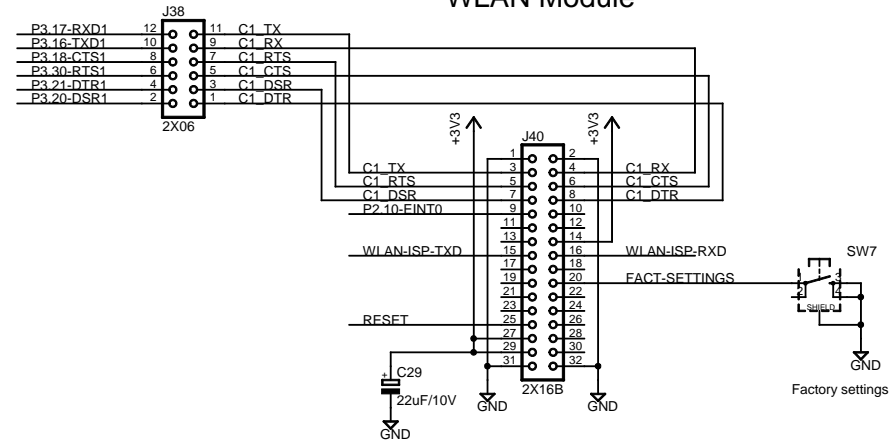 WLAN Module
J38
P3.17-RXD1 12 11 C1_TX
P3.16-TXD1 10 9 C1_RX
P3.18-CTS1 8 7 C1_RTS
P3.30-RTS1 6 5 C1_CTS
P3.21-DTR1 4 3 C1_DSR
P3.20-DSR1 2 1 C1_DTR
2X06
+3V3 +3V3
J40
1 2
C1_TX 3 4 C1_RX
C1_RTS 5 6 C1_CTS
C1_DSR 7 8 C1_DTR
P2.10-EINT0 9 10
11 12
13 14
WLAN-ISP-TXD 15 16 WLAN-ISP-RXD
17 18
19 20 FACT-SETTINGS
21 22
23 24
RESET 25 26
27 28
29 30
31 32
2X16B
SW7
1 3
2 4
SHIELD
GND
Factory settings
+ C29
22uF/10V
GND
GND
GND